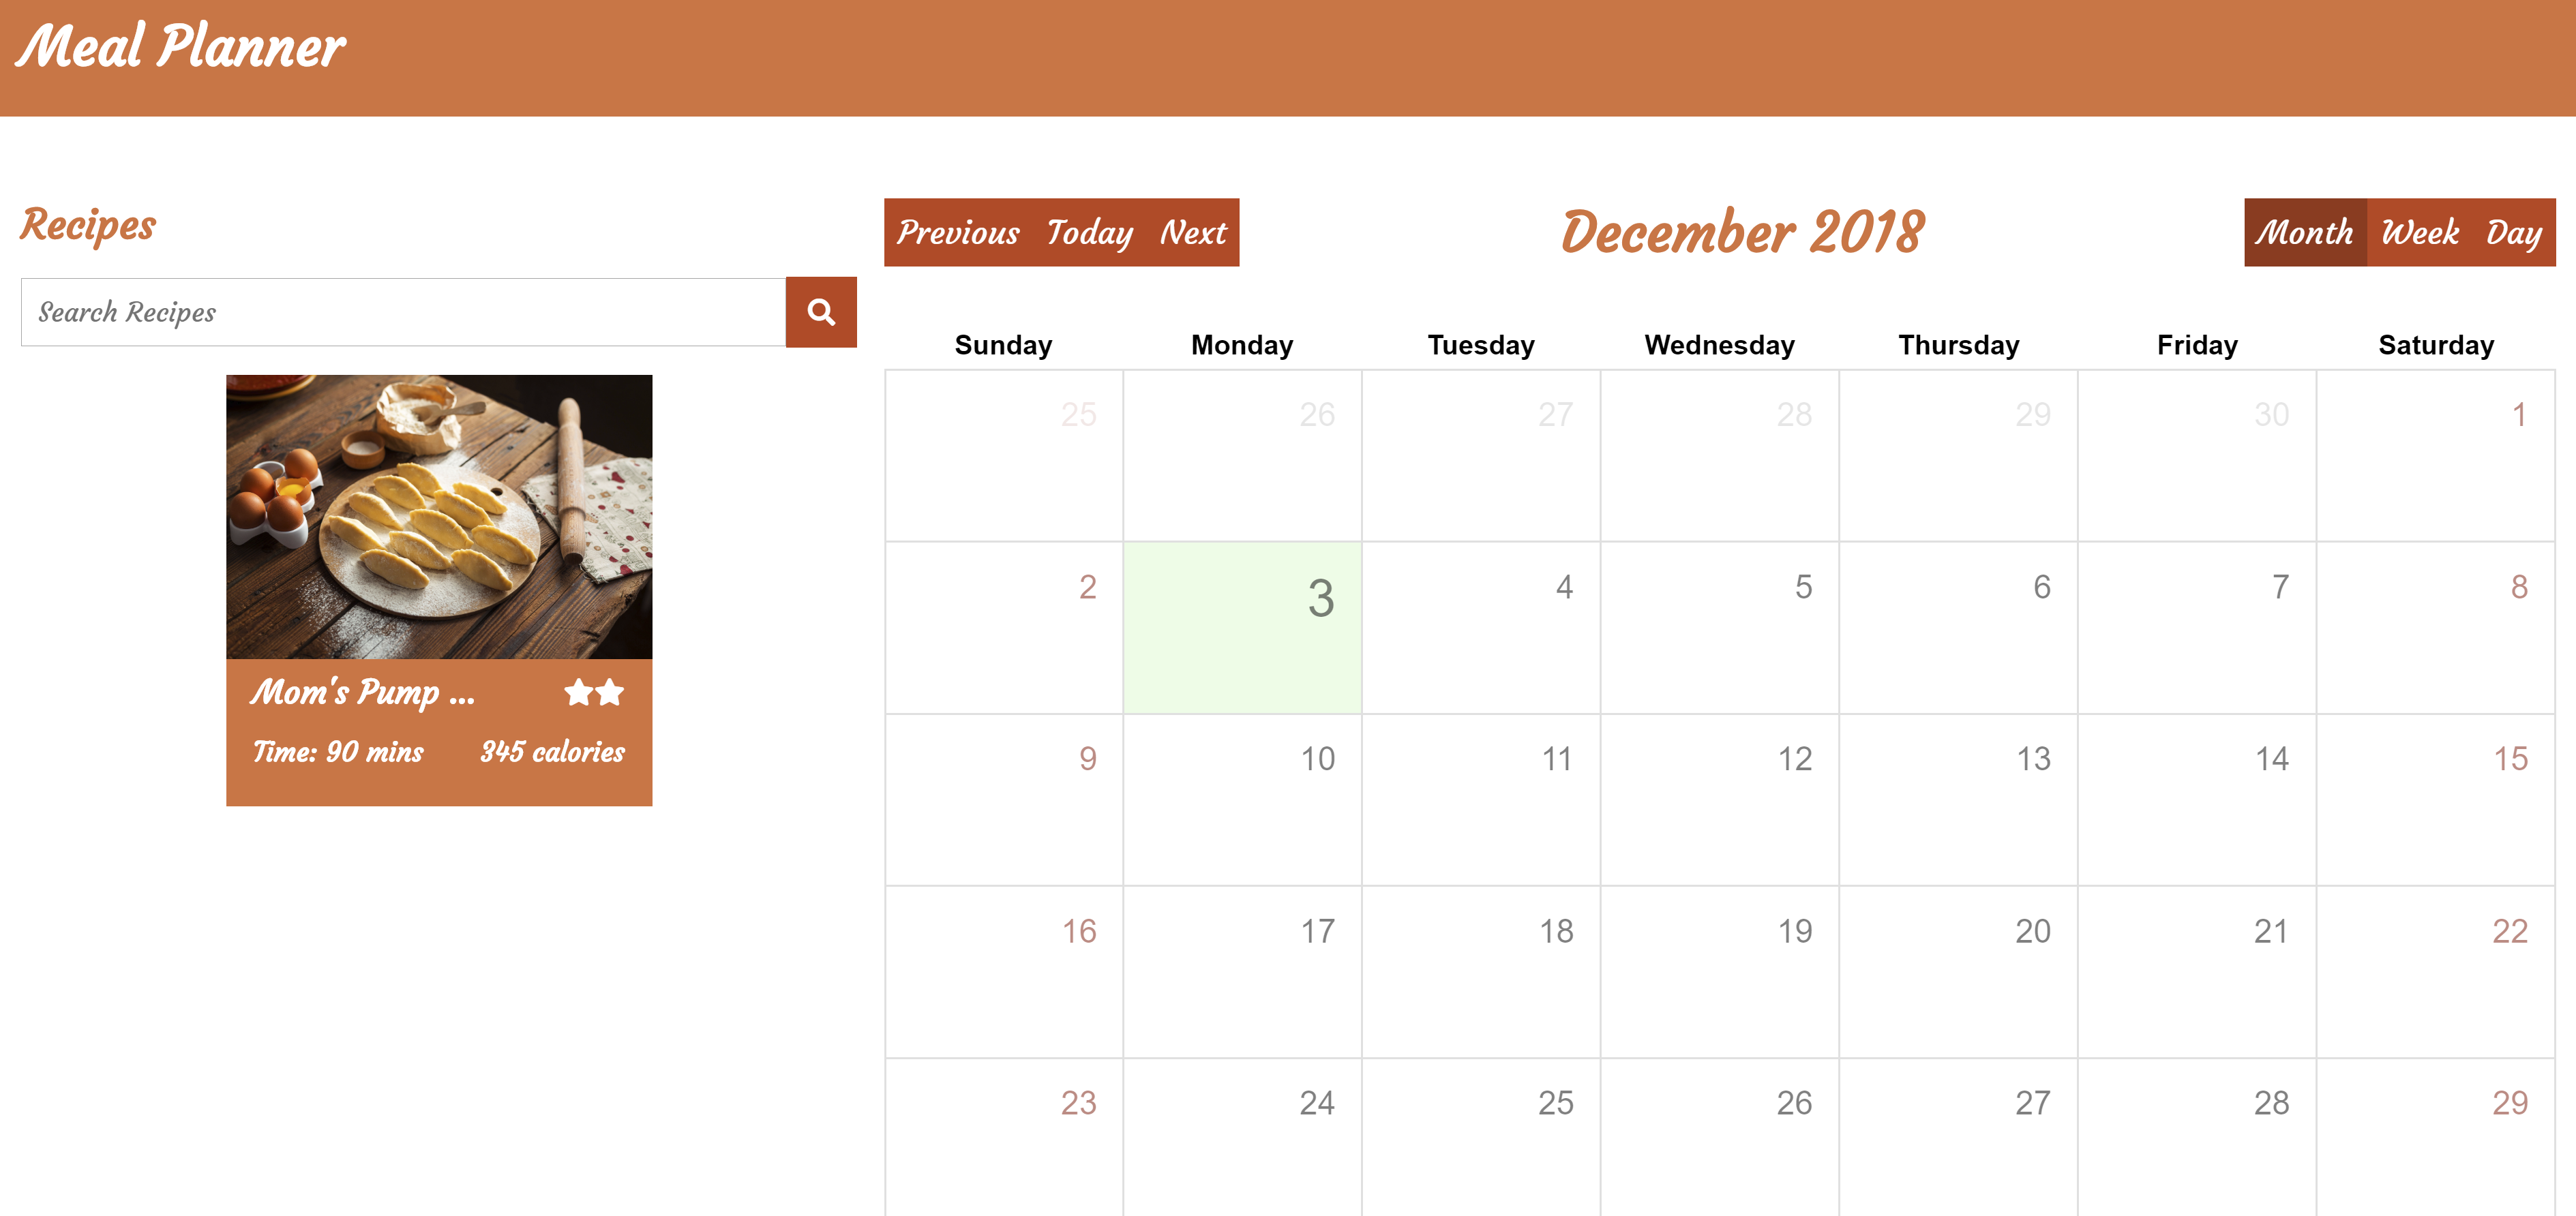 Meal Planner
Recipes
Search Recipes
Mom's Pump ...
Time: 90 mins 345 calories
Previous Today Next
December 2018
Month Week Day
Sunday Monday Tuesday Wednesday Thursday Friday Saturday
25 26 27 28 29 30 1
2 3 4 5 6 7 8
9 10 11 12 13 14 15
16 17 18 19 20 21 22
23 24 25 26 27 28 29